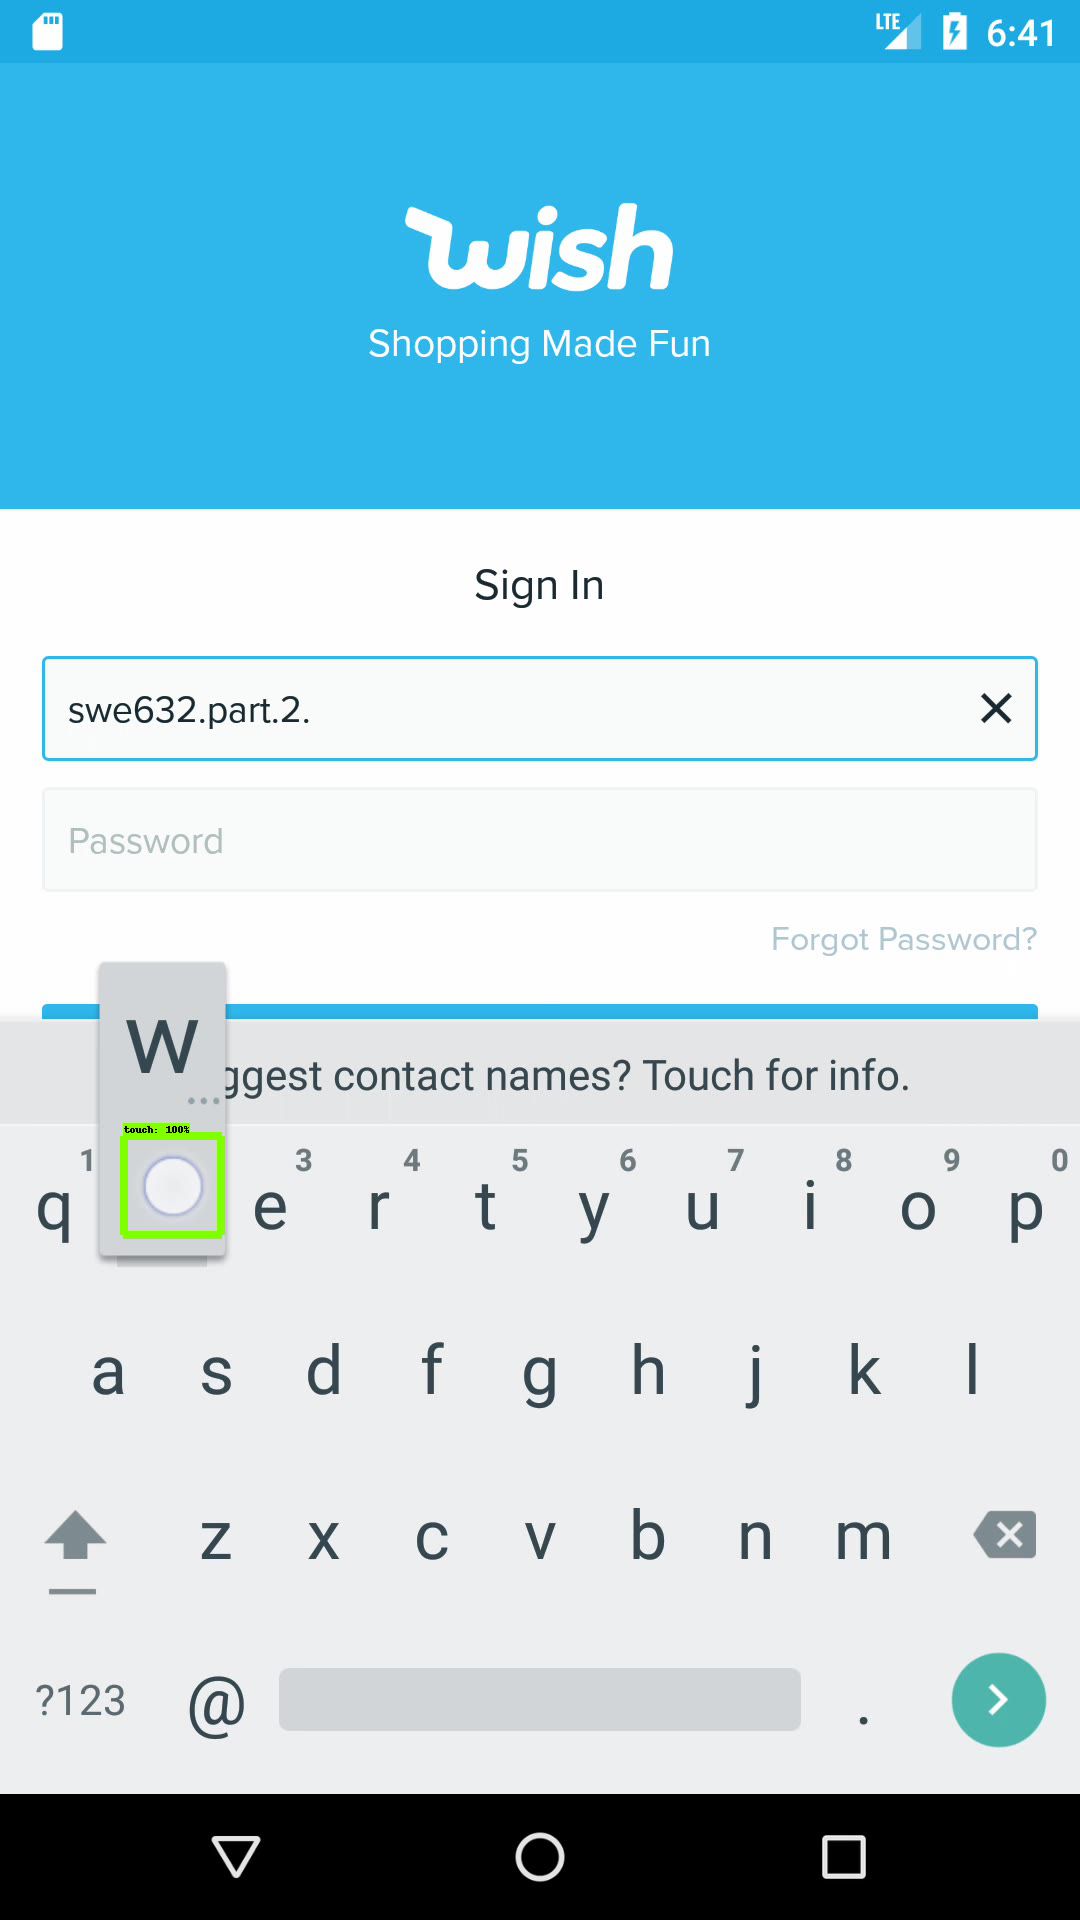 LTE 6:41
wish
Shopping Made Fun
Sign In
swe632.part.2.
Password
Forgot Password?
w
ggest contact names? Touch for info.
touch: 100%
1 3 4 5 6 7 8 9 0
q e r t y u i o p
a s d f g h j k l
z x c v b n m
?123 @ .